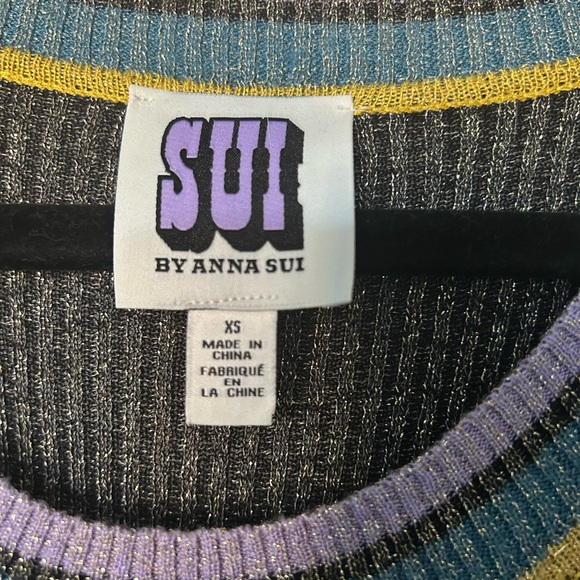 SUI
BY ANNA SUI
XS
MADE IN
CHINA
FABRIQUÉ
EN
LA CHINE